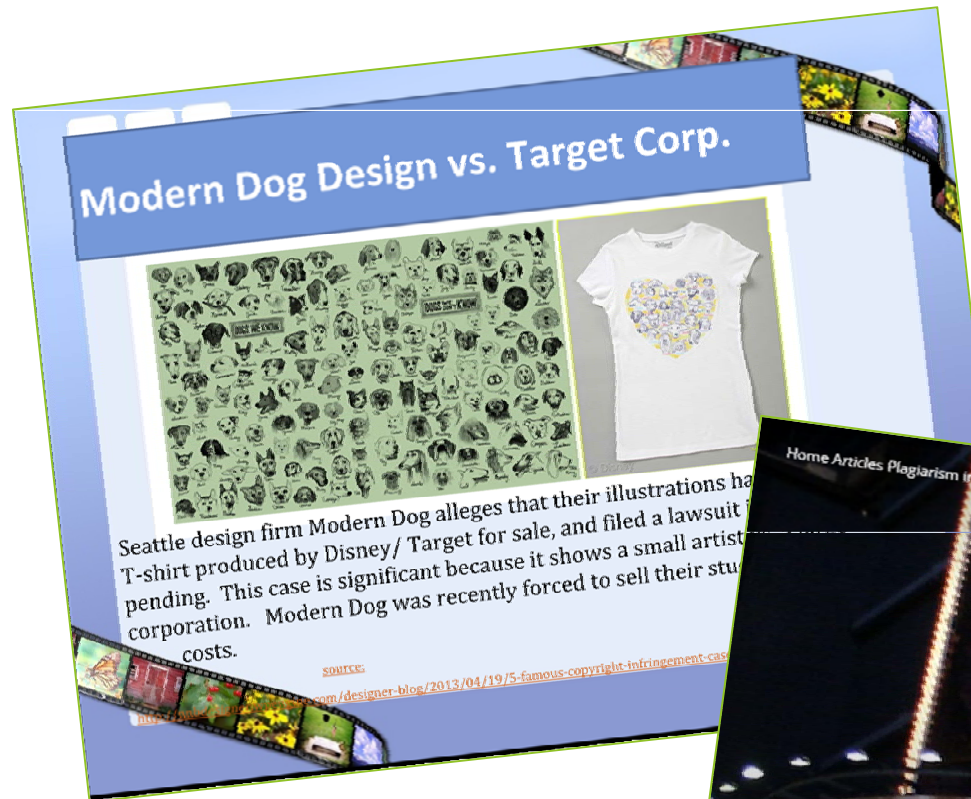 Modern Dog Design vs. Target Corp.
DOGS WE KNOW
DOGS WE KNOW
© Disney
Home Articles Plagiarism
Seattle design firm Modern Dog alleges that their illustrations
T-shirt produced by Disney/ Target for sale, and filed a lawsuit
pending. This case is significant because it shows a small artist
corporation. Modern Dog was recently forced to sell their
costs.
source:
com/designer-blog/2013/04/19/5-famous-copyright-infringement-